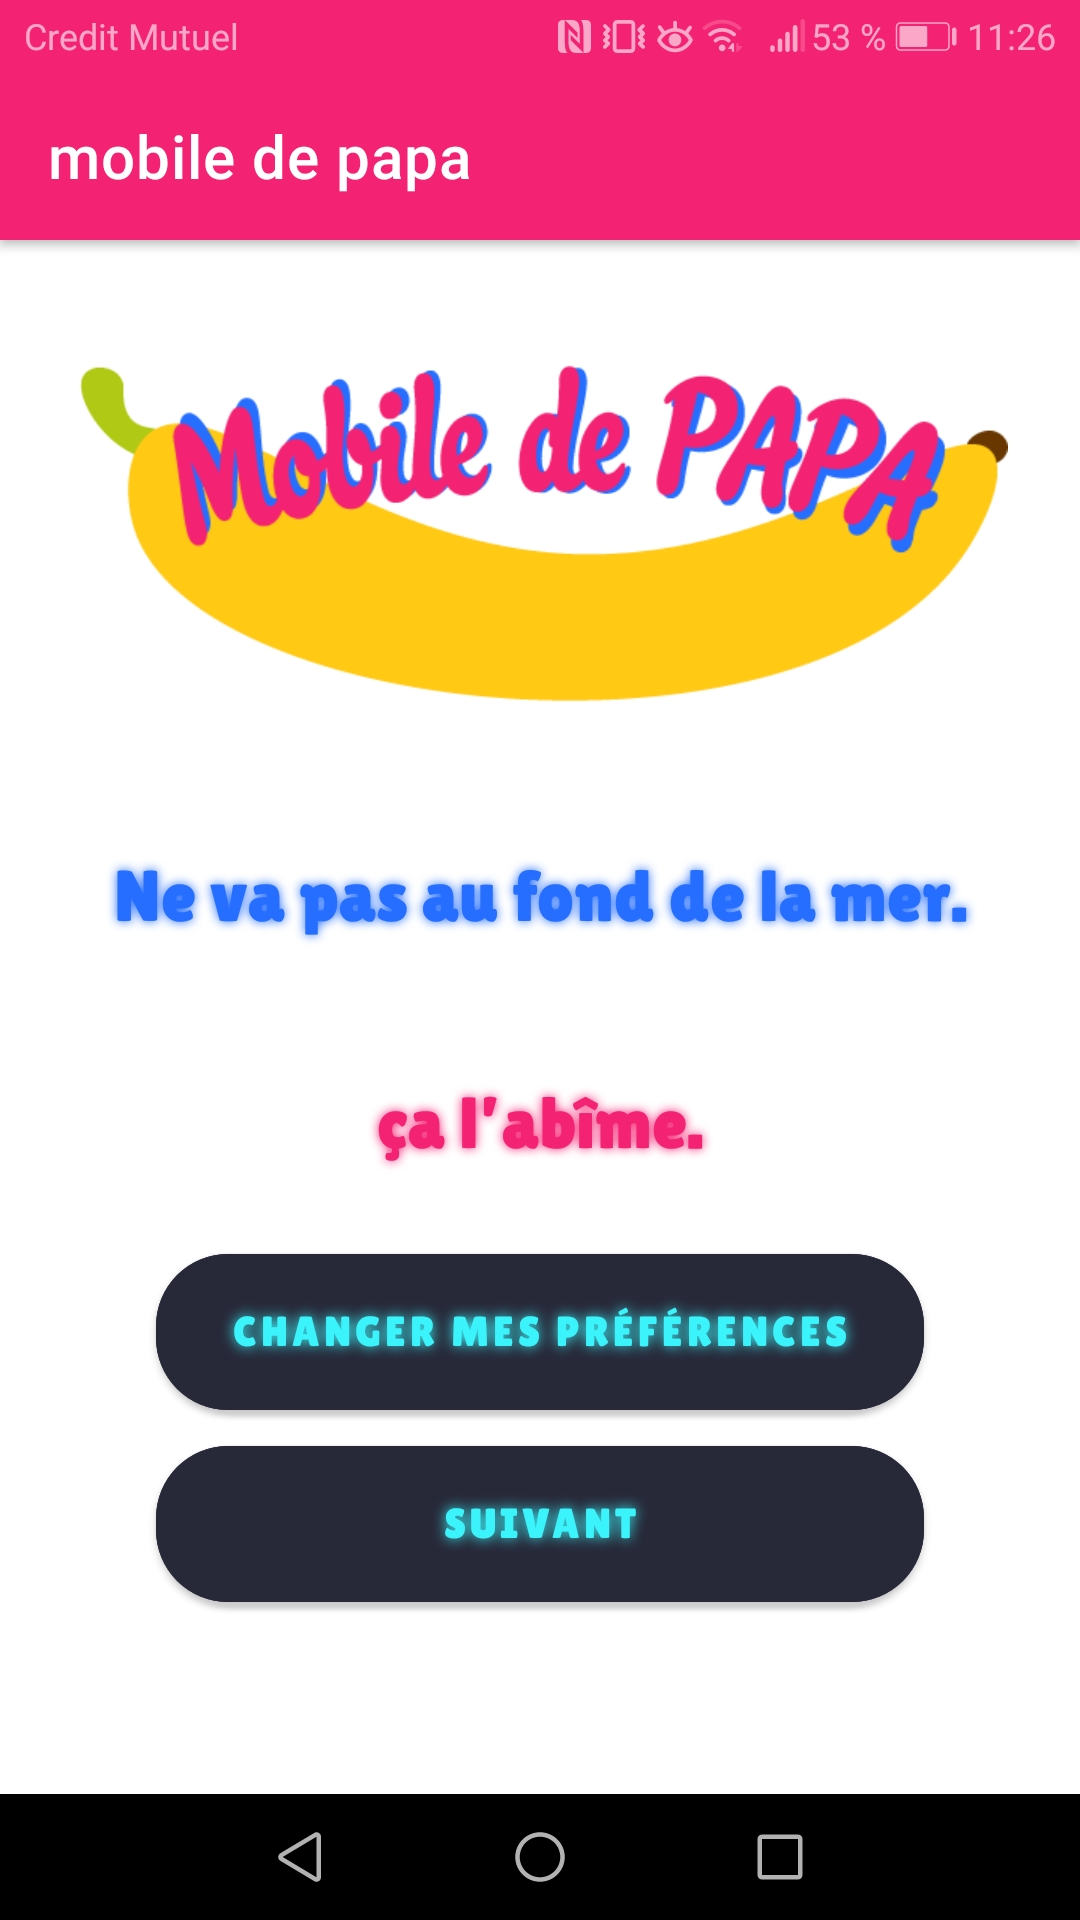 Credit Mutuel 53 % 11:26
mobile de papa
Mobile de PAPA
Ne va pas au fond de la mer.
ça l'abîme.
CHANGER MES PRÉFÉRENCES
SUIVANT